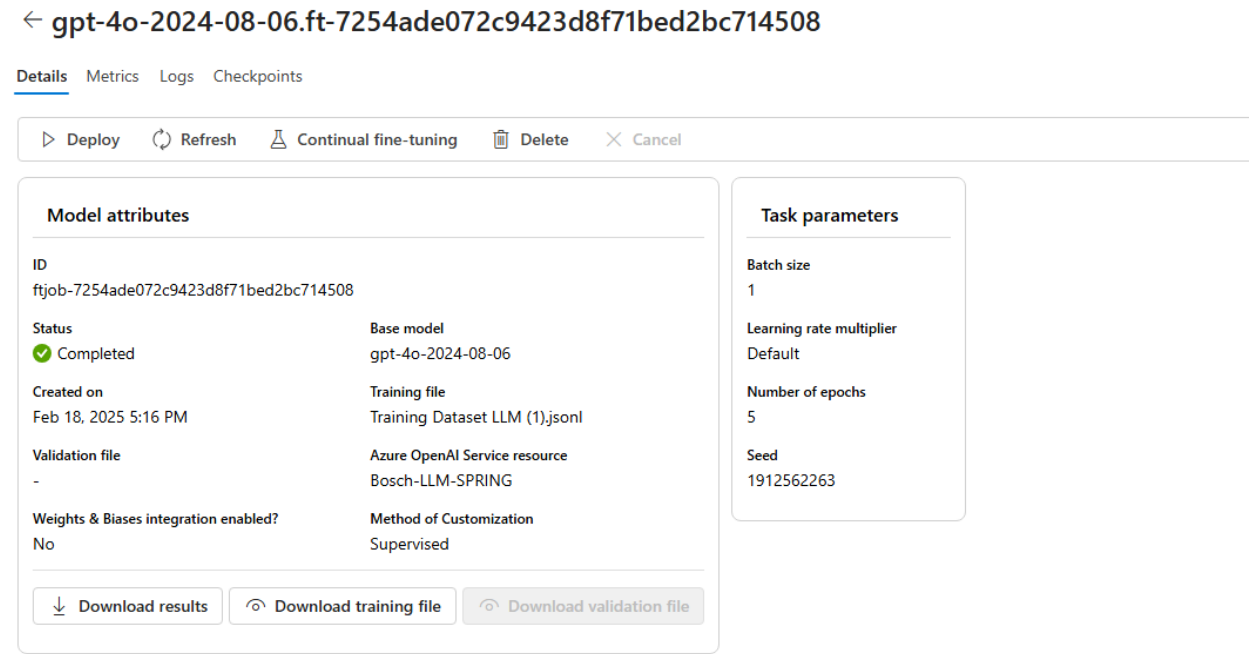 gpt-4o-2024-08-06.ft-7254ade072c9423d8f71bed2bc714508
Details Metrics Logs Checkpoints
Deploy Refresh Continual fine-tuning Delete Cancel
Model attributes
ID
ftjob-7254ade072c9423d8f71bed2bc714508
Status Base model
Completed gpt-4o-2024-08-06
Created on Training file
Feb 18, 2025 5:16 PM Training Dataset LLM (1).jsonl
Validation file Azure OpenAI Service resource
- Bosch-LLM-SPRING
Weights & Biases integration enabled? Method of Customization
No Supervised
Download results Download training file Download validation file
Task parameters
Batch size
1
Learning rate multiplier
Default
Number of epochs
5
Seed
1912562263